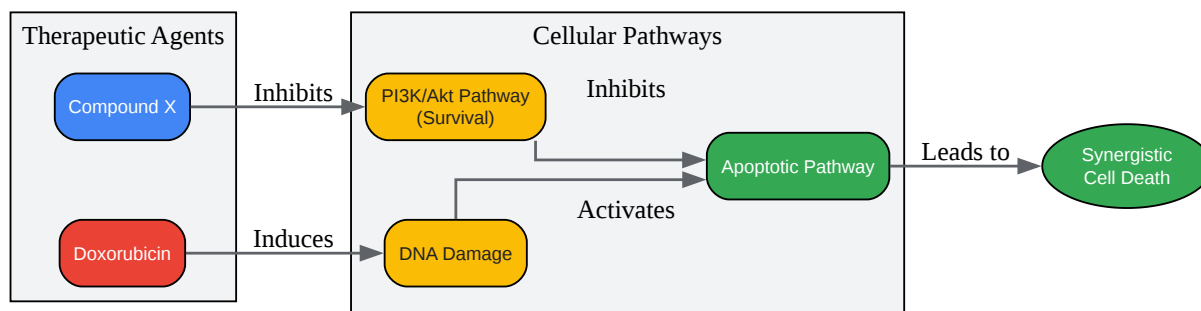 Therapeutic Agents
Cellular Pathways
Compound X
Inhibits
PI3K/Akt Pathway
(Survival)
Inhibits
Apoptotic Pathway
Leads to
Synergistic
Cell Death
Activates
Doxorubicin
Induces
DNA Damage